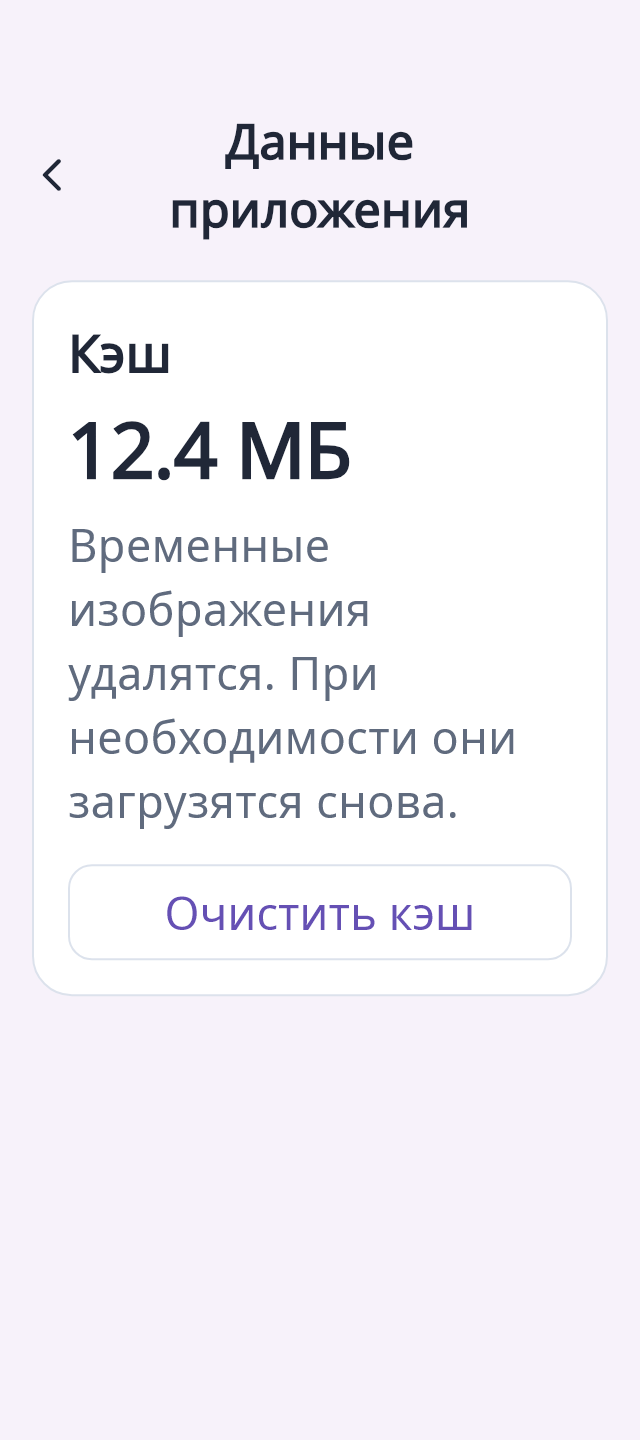 Данные
приложения
Кэш
12.4 МБ
Временные
изображения
удалятся. При
необходимости они
загрузятся снова.
Очистить кэш